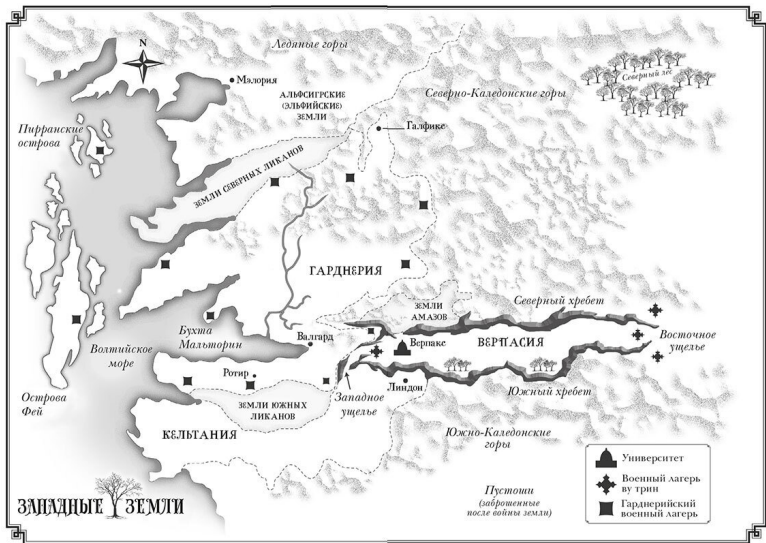 Ледяные горы
N
Мэлория
АЛЬФСИГРСКИЕ
(ЭЛЬФИЙСКИЕ)
ЗЕМЛИ
Северный лес
Северно-Каледонские горы
Пирранские
острова
Галфикс
ЗЕМЛИ СЕВЕРНЫХ ЛИКАНОВ
ГАРДНЕРИЯ
ЗЕМЛИ
АМАЗОВ
Северный хребет
Бухта
Мальторин
Волтийское
море
Валгард
Верпакс
ВЕРПАСИЯ
Восточное
ущелье
Острова
Фей
Ротир
Линдон
Западное
ущелье
Южный хребет
ЗЕМЛИ ЮЖНЫХ
ЛИКАНОВ
КЕЛЬТАНИЯ
Южно-Каледонские
горы
Пустоши
(заброшенные
после войны земли)
Университет
Военный лагерь
ву трин
Гарднерийский
военный лагерь
ЗАПАДНЫЕ ЗЕМЛИ